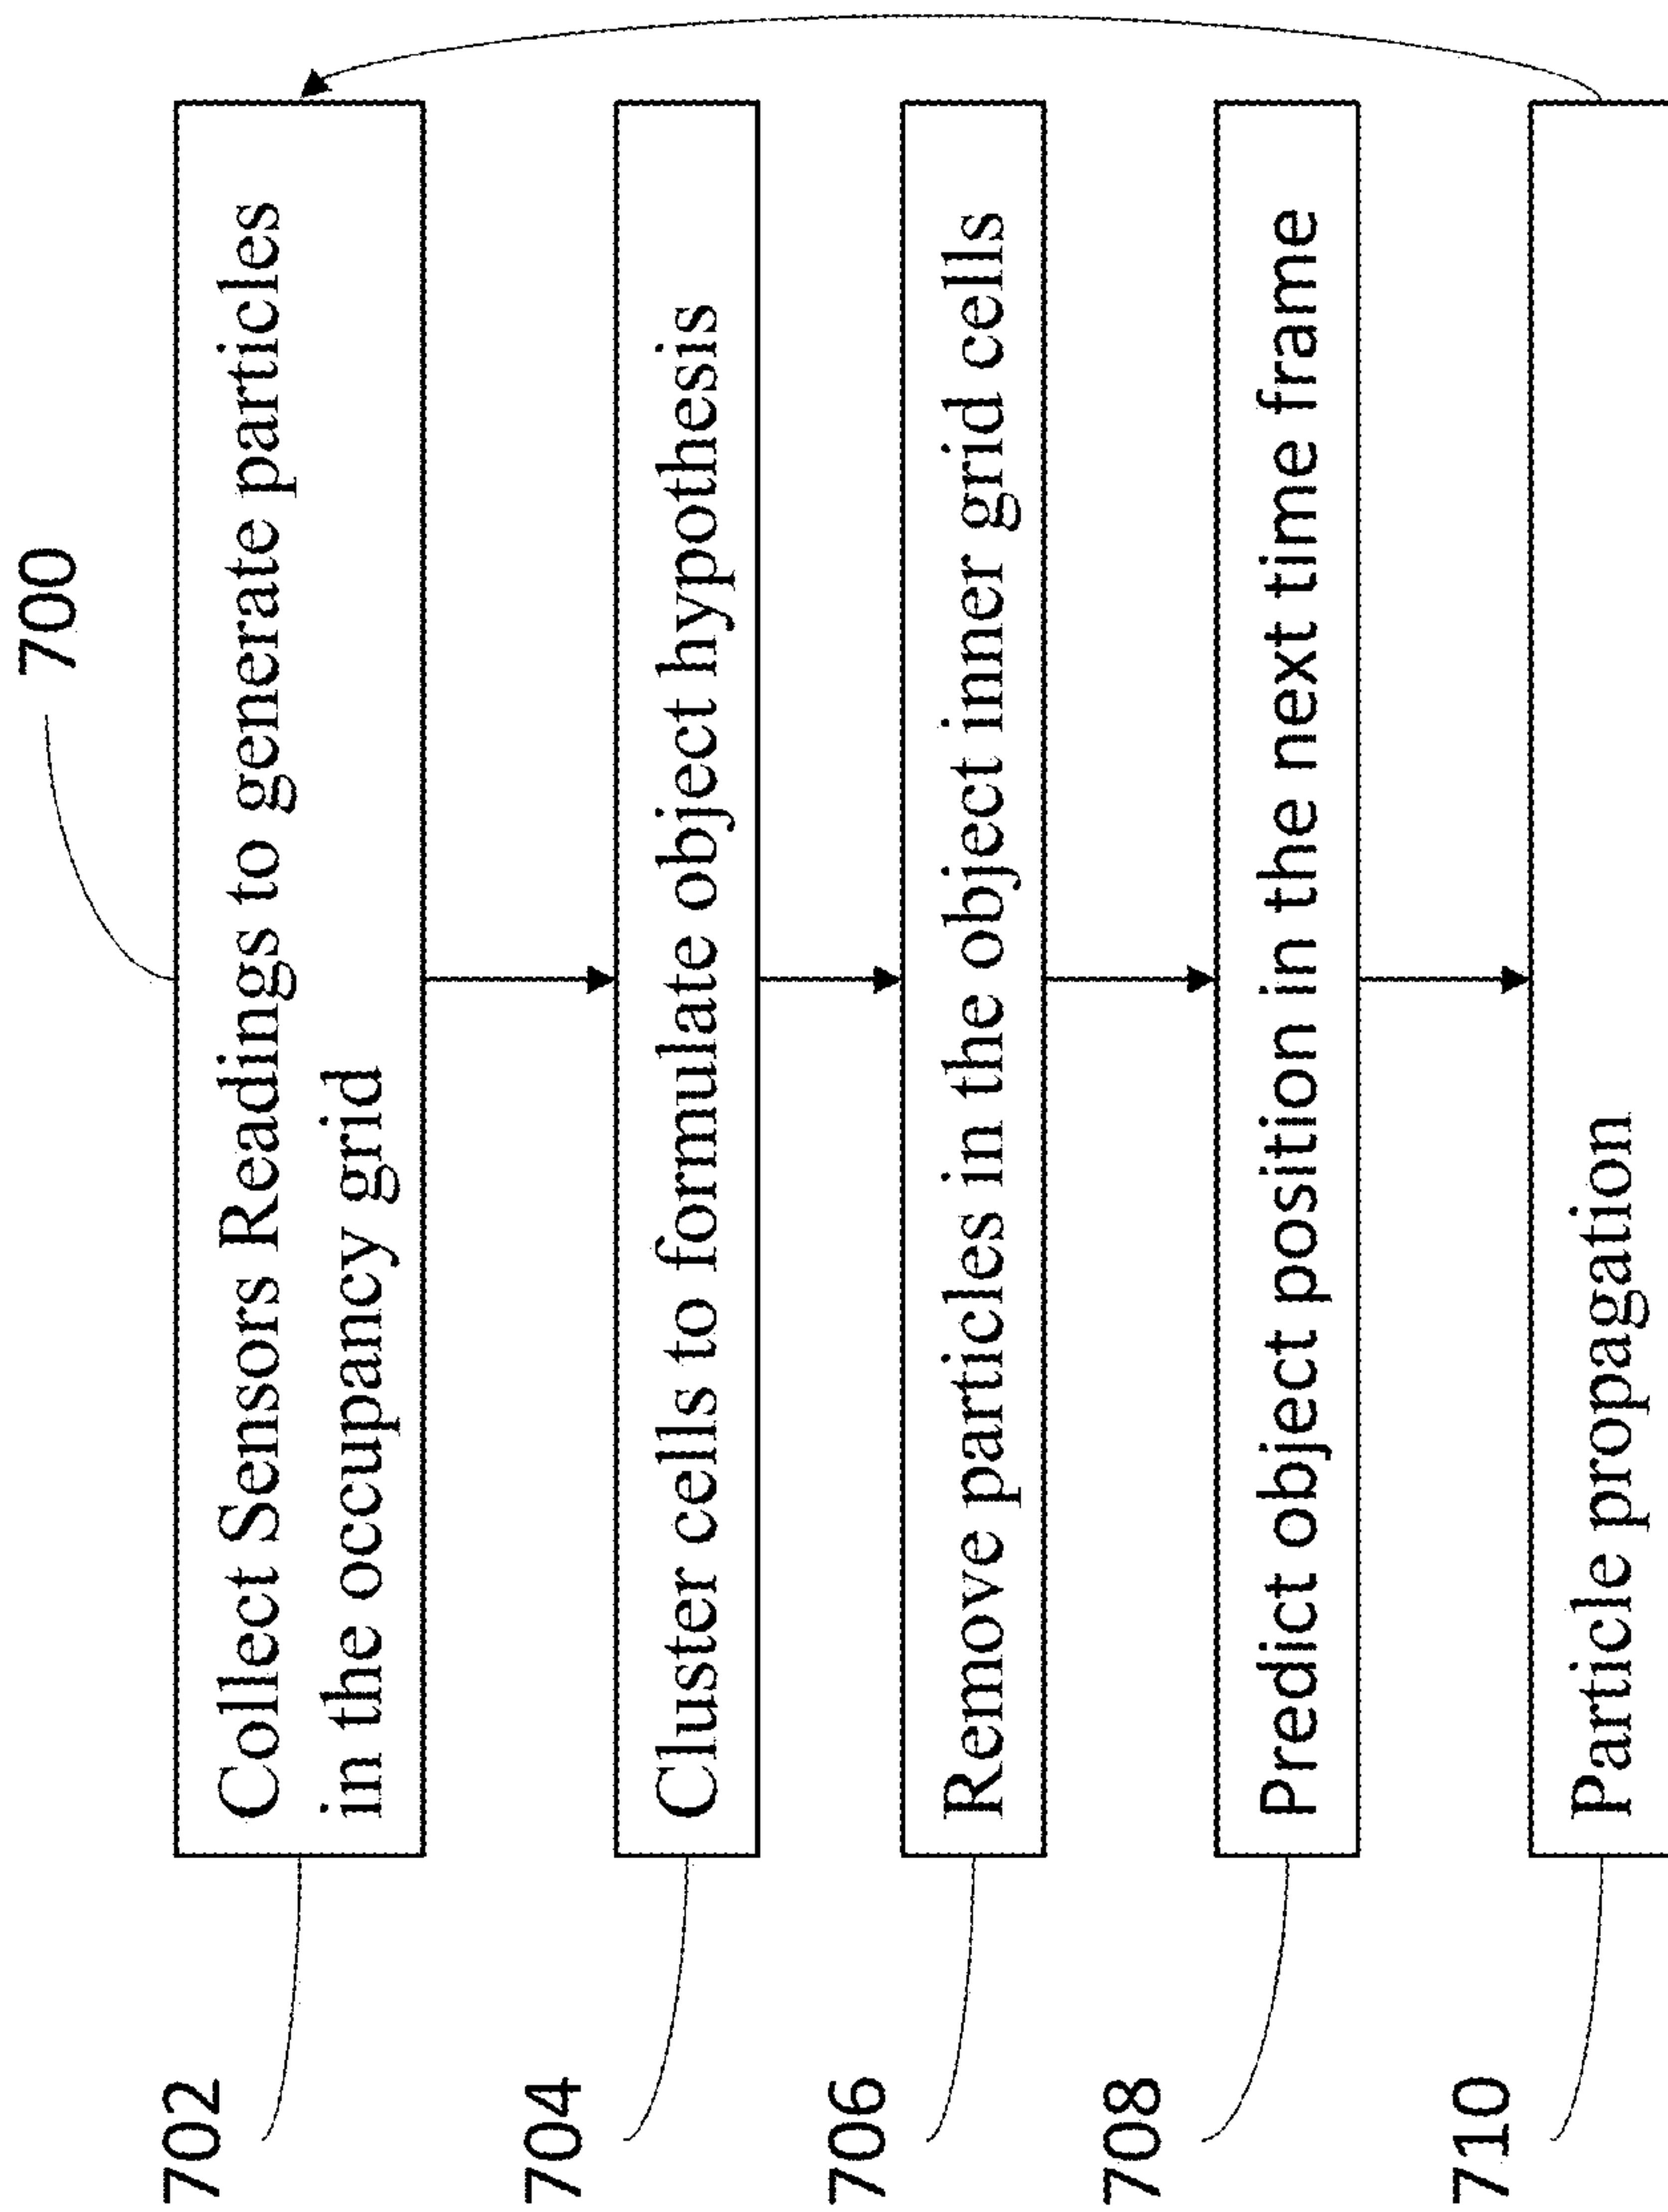 700
702
Collect Sensors Readings to generate particles
in the occupancy grid
704
Cluster cells to formulate object hypothesis
706
Remove particles in the object inner grid cells
708
Predict object position in the next time frame
710
Particle propagation